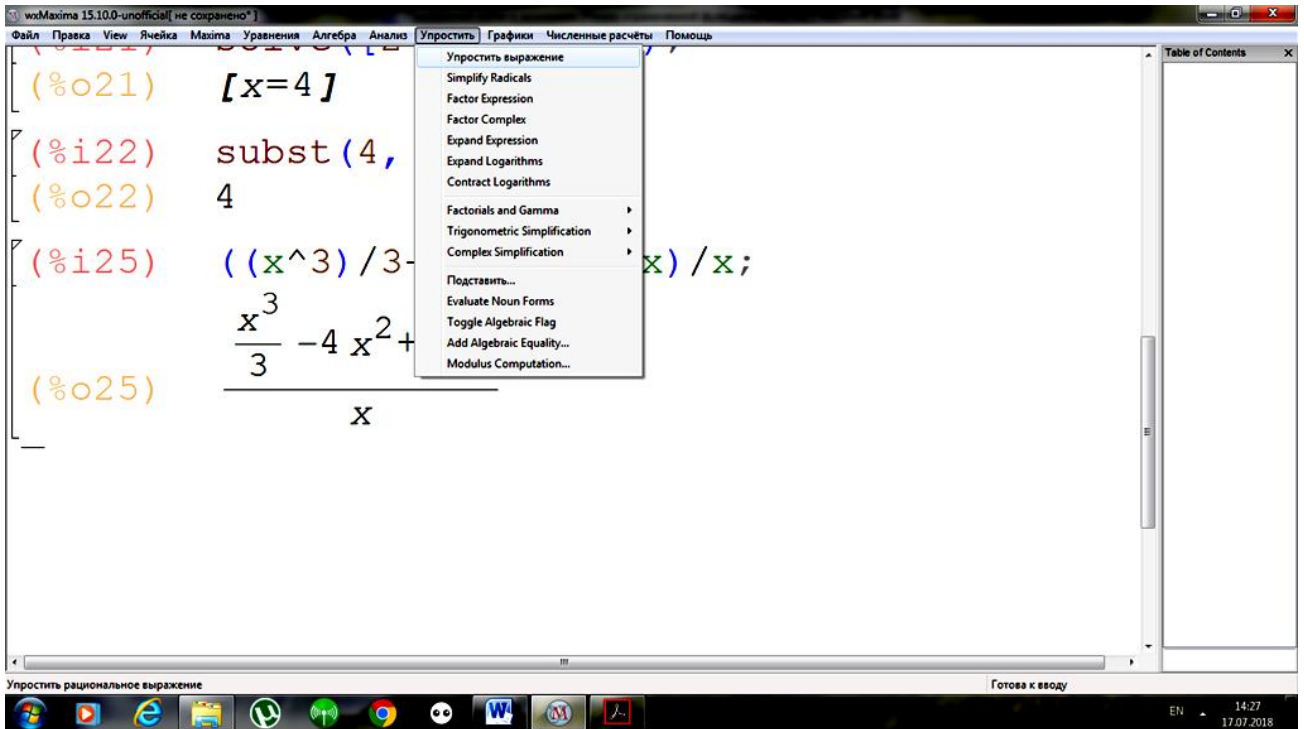 wxMaxima 15.10.0-unofficial[ не сохранено* ]
Файл Правка View Ячейка Maxima Уравнения Алгебра Анализ Упростить Графики Численные расчёты Помощь
(%o21) [x=4]
(%i22) subst(4,
(%o22) 4
(%i25) ((x^3)/3- x)/x;
(%o25) x^3/3 -4 x^2+
x
Упростить выражение
Simplify Radicals
Factor Expression
Factor Complex
Expand Expression
Expand Logarithms
Contract Logarithms
Factorials and Gamma
Trigonometric Simplification
Complex Simplification
Подставить...
Evaluate Noun Forms
Toggle Algebraic Flag
Add Algebraic Equality...
Modulus Computation...
Table of Contents x
Упростить рациональное выражение
Готова к вводу
EN
14:27
17.07.2018